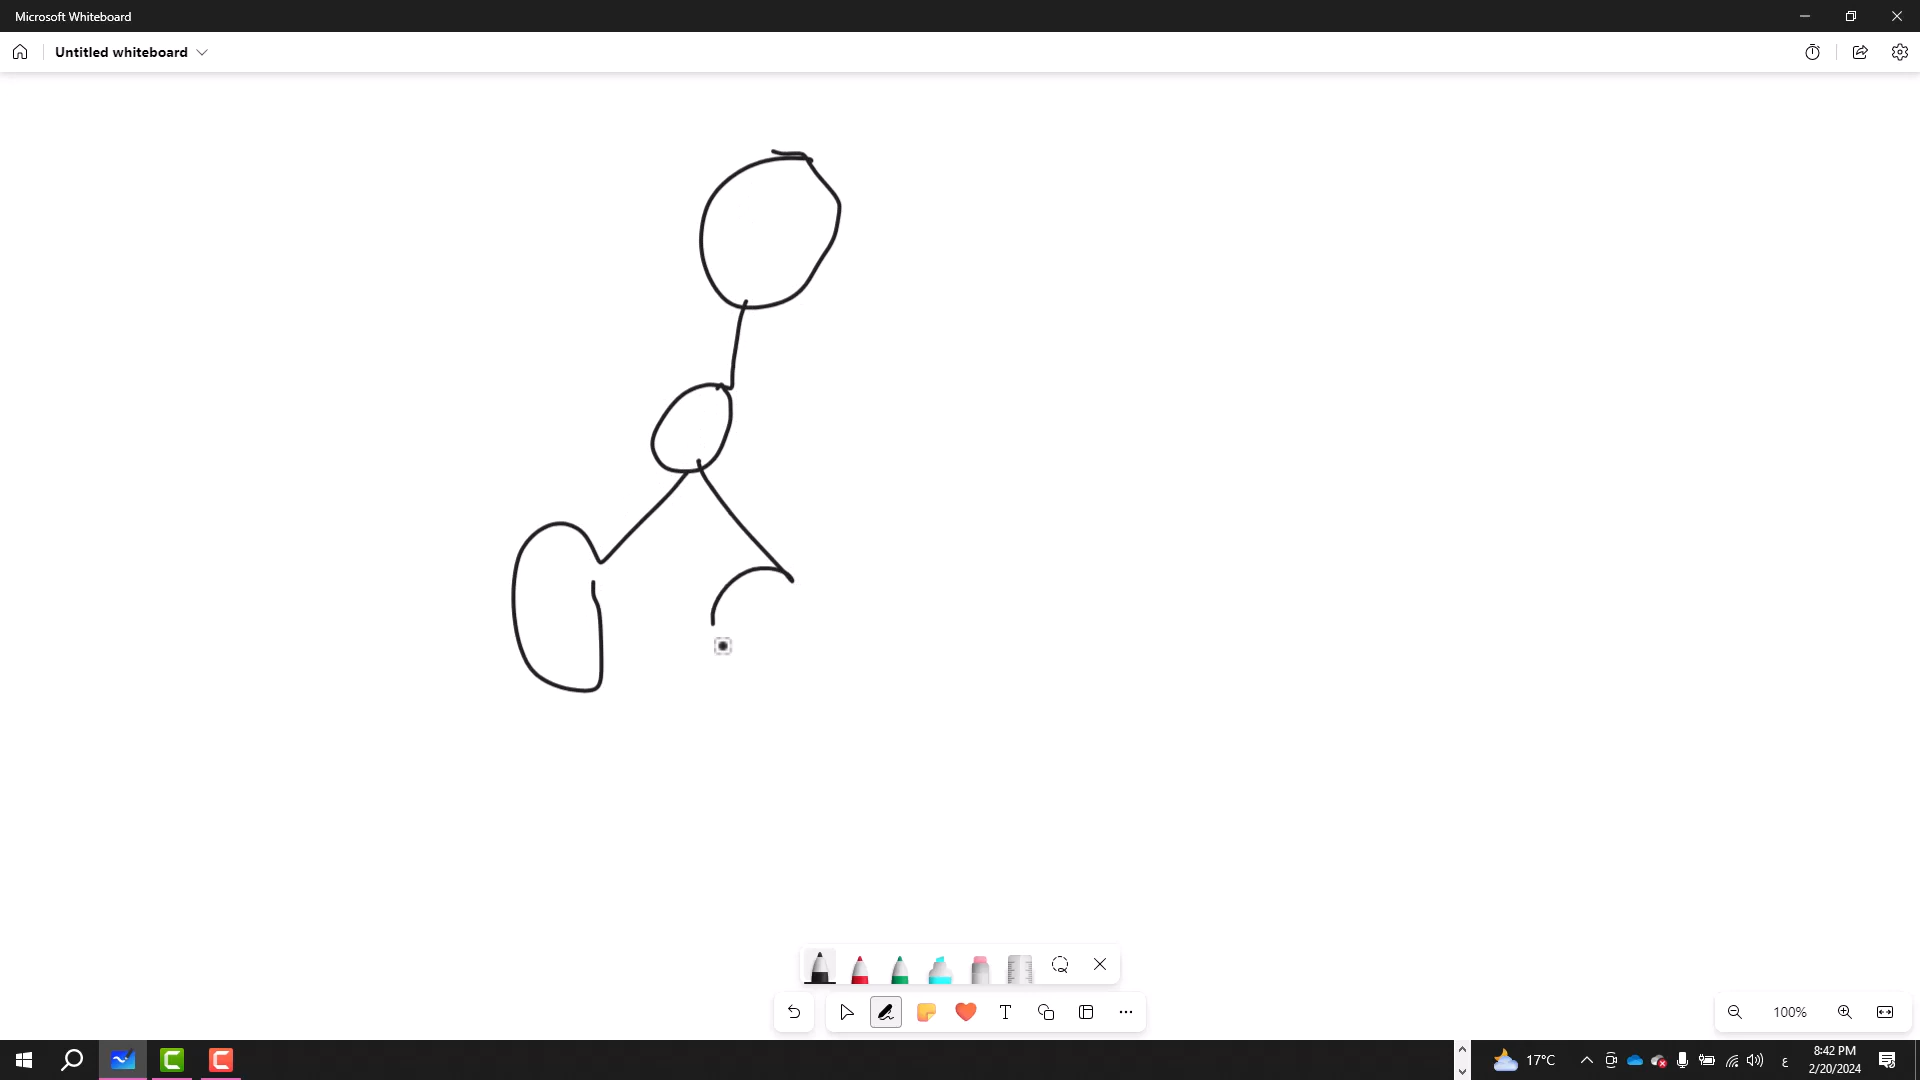 Microsoft Whiteboard
Untitled whiteboard
100%
17°C
ع
8:42 PM
2/20/2024